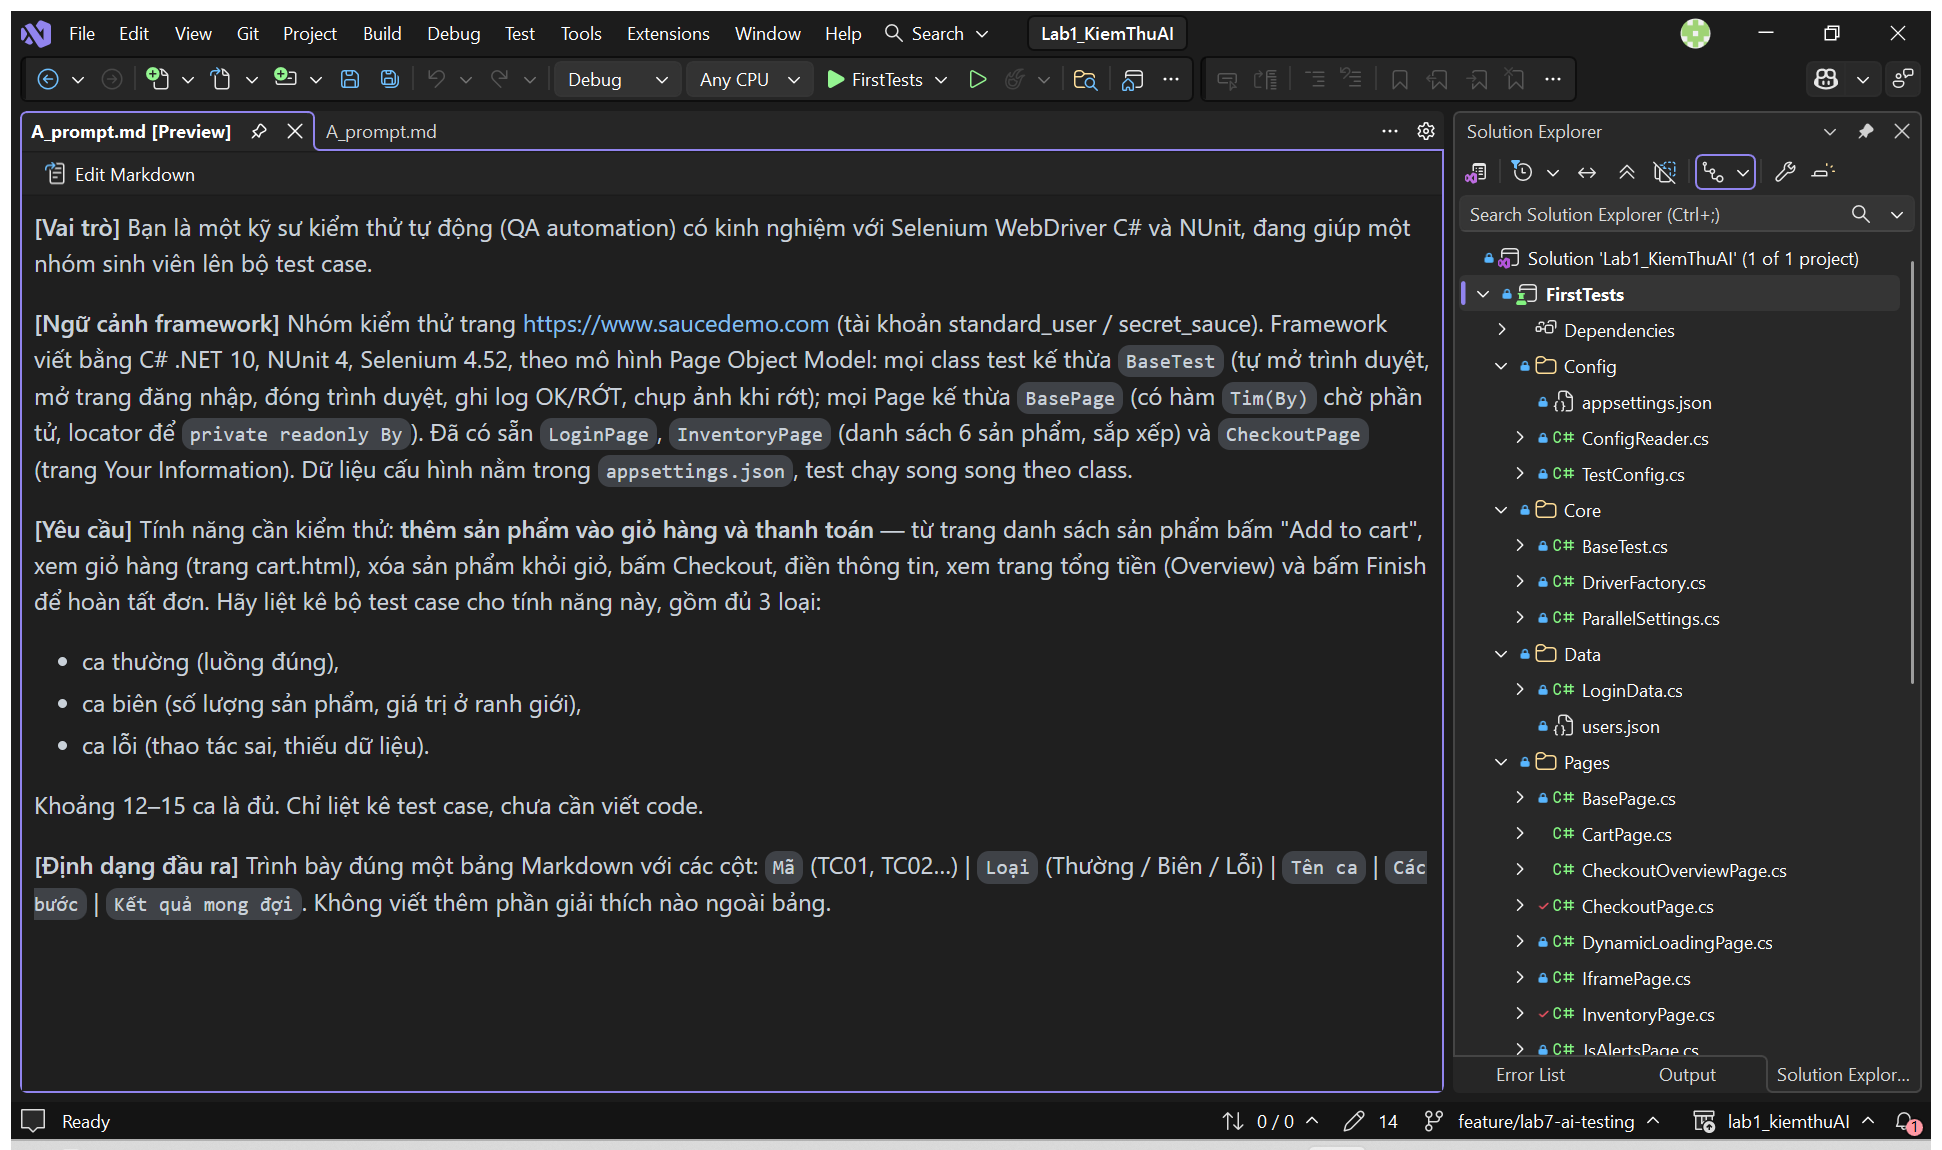 File Edit View Git Project Build Debug Test Tools Extensions Window Help Search Lab1_KiemThuAI
Debug Any CPU FirstTests
A_prompt.md [Preview] A_prompt.md
Edit Markdown
[Vai trò] Bạn là một kỹ sư kiểm thử tự động (QA automation) có kinh nghiệm với Selenium WebDriver C# và NUnit, đang giúp một
nhóm sinh viên lên bộ test case.
[Ngữ cảnh framework] Nhóm kiểm thử trang https://www.saucedemo.com (tài khoản standard_user / secret_sauce). Framework
viết bằng C# .NET 10, NUnit 4, Selenium 4.52, theo mô hình Page Object Model: mọi class test kế thừa BaseTest (tự mở trình duyệt,
mở trang đăng nhập, đóng trình duyệt, ghi log OK/RỚT, chụp ảnh khi rớt); mọi Page kế thừa BasePage (có hàm Tim(By) chờ phần
tử, locator để private readonly By). Đã có sẵn LoginPage, InventoryPage (danh sách 6 sản phẩm, sắp xếp) và CheckoutPage
(trang Your Information). Dữ liệu cấu hình nằm trong appsettings.json, test chạy song song theo class.
[Yêu cầu] Tính năng cần kiểm thử: thêm sản phẩm vào giỏ hàng và thanh toán — từ trang danh sách sản phẩm bấm "Add to cart",
xem giỏ hàng (trang cart.html), xóa sản phẩm khỏi giỏ, bấm Checkout, điền thông tin, xem trang tổng tiền (Overview) và bấm Finish
để hoàn tất đơn. Hãy liệt kê bộ test case cho tính năng này, gồm đủ 3 loại:
• ca thường (luồng đúng),
• ca biên (số lượng sản phẩm, giá trị ở ranh giới),
• ca lỗi (thao tác sai, thiếu dữ liệu).
Khoảng 12–15 ca là đủ. Chỉ liệt kê test case, chưa cần viết code.
[Định dạng đầu ra] Trình bày đúng một bảng Markdown với các cột: Mã (TC01, TC02...) | Loại (Thường / Biên / Lỗi) | Tên ca | Các
bước | Kết quả mong đợi. Không viết thêm phần giải thích nào ngoài bảng.
Solution Explorer
Search Solution Explorer (Ctrl+;)
Solution 'Lab1_KiemThuAI' (1 of 1 project)
FirstTests
Dependencies
Config
appsettings.json
C# ConfigReader.cs
C# TestConfig.cs
Core
C# BaseTest.cs
C# DriverFactory.cs
C# ParallelSettings.cs
Data
C# LoginData.cs
users.json
Pages
C# BasePage.cs
C# CartPage.cs
C# CheckoutOverviewPage.cs
C# CheckoutPage.cs
C# DynamicLoadingPage.cs
C# IframePage.cs
C# InventoryPage.cs
C# JsAlertsPage.cs
Error List Output Solution Explor...
Ready 0 / 0 14 feature/lab7-ai-testing lab1_kiemthuAI 1